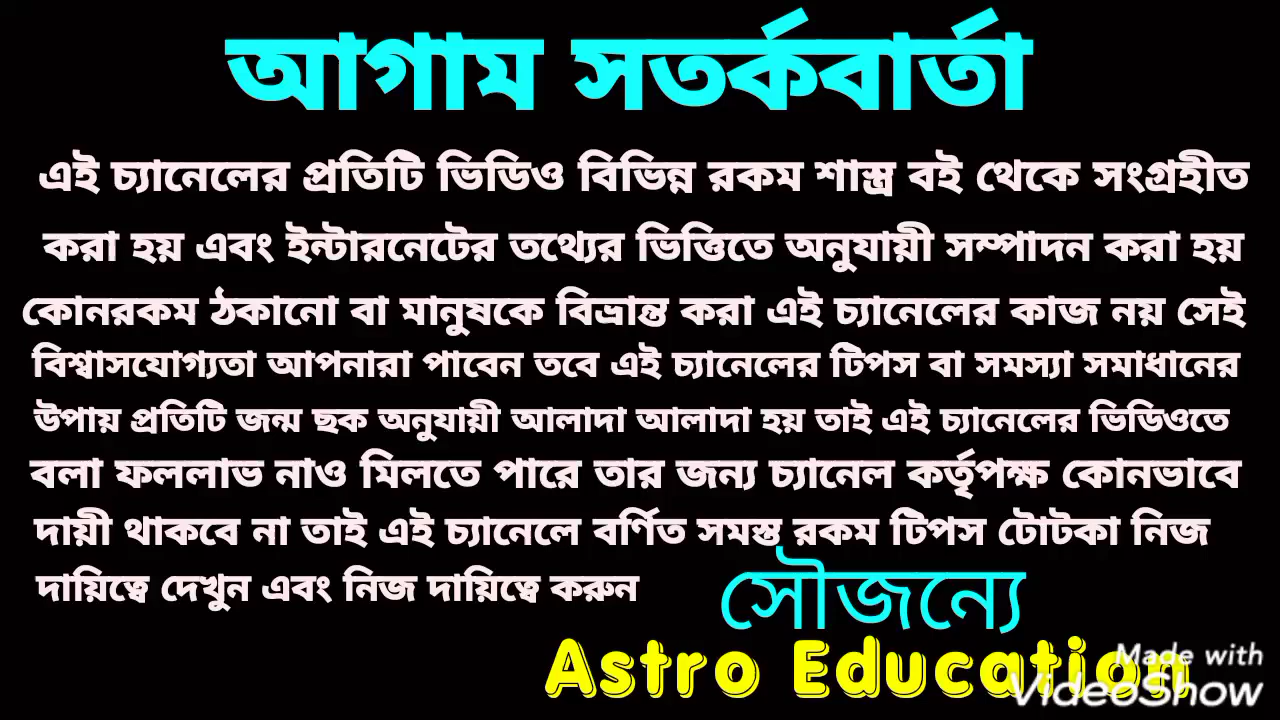 আগাম সতর্কবার্তা
এই চ্যানেলের প্রতিটি ভিডিও বিভিন্ন রকম শাস্ত্র বই থেকে সংগ্রহীত
করা হয় এবং ইন্টারনেটের তথ্যের ভিত্তিতে অনুযায়ী সম্পাদন করা হয়
কোনরকম ঠকানো বা মানুষকে বিভ্রান্ত করা এই চ্যানেলের কাজ নয় সেই
বিশ্বাসযোগ্যতা আপনারা পাবেন তবে এই চ্যানেলের টিপস বা সমস্যা সমাধানের
উপায় প্রতিটি জন্ম ছক অনুযায়ী আলাদা আলাদা হয় তাই এই চ্যানেলের ভিডিওতে
বলা ফললাভ নাও মিলতে পারে তার জন্য চ্যানেল কর্তৃপক্ষ কোনভাবে
দায়ী থাকবে না তাই এই চ্যানেলে বর্ণিত সমস্ত রকম টিপস টোটকা নিজ
দায়িত্বে দেখুন এবং নিজ দায়িত্বে করুন
সৌজন্যে
Astro Education
Made with
VideoShow